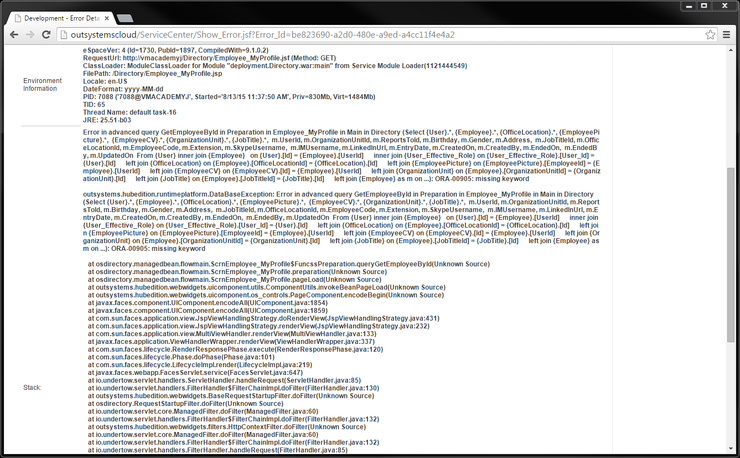 Development - Error Deta
outsystemscloud/ServiceCenter/Show_Error.jsf?Error_Id=be823690-a2d0-480e-a9ed-a4cc11f4e4a2
eSpaceVer: 4 (Id=1730, PubId=1897, CompiledWith=9.1.0.2)
RequestUrl: http://vmacademyj/Directory/Employee_MyProfile.jsf (Method: GET)
ClassLoader: ModuleClassLoader for Module "deployment.Directory.war:main" from Service Module Loader(1121444549)
FilePath: /Directory/Employee_MyProfile.jsp
Environment
Information
Locale: en-US
DateFormat: yyyy-MM-dd
PID: 7088 ('7088@VMACADEMYJ', Started='8/13/15 11:37:50 AM', Priv=830Mb, Virt=1484Mb)
TID: 65
Thread Name: default task-16
JRE: 25.51-b03
Error in advanced query GetEmployeeById in Preparation in Employee_MyProfile in Main in Directory (Select {User}.*, {Employee}.*, {OfficeLocation}.*, {EmployeePi
cture}.*, {EmployeeCV}.*, {OrganizationUnit}.*, {JobTitle}.*, m.UserId, m.OrganizationUnitId, m.ReportsToId, m.Birthday, m.Gender, m.Address, m.JobTitleId, m.Offic
eLocationId, m.EmployeeCode, m.Extension, m.SkypeUsername, m.IMUsername, m.LinkedInUrl, m.EntryDate, m.CreatedOn, m.CreatedBy, m.EndedOn, m.EndedB
y, m.UpdatedOn From {User} inner join {Employee} on {User}.[Id] = {Employee}.[UserId] inner join {User_Effective_Role} on {User_Effective_Role}.[User_Id] =
{User}.[Id] left join {OfficeLocation} on {Employee}.[OfficeLocationId] = {OfficeLocation}.[Id] left join {EmployeePicture} on {EmployeePicture}.[EmployeeId] = {E
mployee}.[UserId] left join {EmployeeCV} on {EmployeeCV}.[Id] = {Employee}.[UserId] left join {OrganizationUnit} on {Employee}.[OrganizationUnitId] = {Organiz
ationUnit}.[Id] left join {JobTitle} on {Employee}.[JobTitleId] = {JobTitle}.[Id] left join {Employee} as m on ...): ORA-00905: missing keyword
outsystems.hubedition.runtimeplatform.DataBaseException: Error in advanced query GetEmployeeById in Preparation in Employee_MyProfile in Main in Directory
(Select {User}.*, {Employee}.*, {OfficeLocation}.*, {EmployeePicture}.*, {EmployeeCV}.*, {OrganizationUnit}.*, {JobTitle}.*, m.UserId, m.OrganizationUnitId, m.Repor
tsToId, m.Birthday, m.Gender, m.Address, m.JobTitleId, m.OfficeLocationId, m.EmployeeCode, m.Extension, m.SkypeUsername, m.IMUsername, m.LinkedInUrl, m.E
ntryDate, m.CreatedOn, m.CreatedBy, m.EndedOn, m.EndedBy, m.UpdatedOn From {User} inner join {Employee} on {User}.[Id] = {Employee}.[UserId] inner join
{User_Effective_Role} on {User_Effective_Role}.[User_Id] = {User}.[Id] left join {OfficeLocation} on {Employee}.[OfficeLocationId] = {OfficeLocation}.[Id] left joi
n {EmployeePicture} on {EmployeePicture}.[EmployeeId] = {Employee}.[UserId] left join {EmployeeCV} on {EmployeeCV}.[Id] = {Employee}.[UserId] left join {Or
ganizationUnit} on {Employee}.[OrganizationUnitId] = {OrganizationUnit}.[Id] left join {JobTitle} on {Employee}.[JobTitleId] = {JobTitle}.[Id] left join {Employee} as
m on ...): ORA-00905: missing keyword
at osdirectory.managedbean.flowmain.ScrnEmployee_MyProfile$FuncssPreparation.queryGetEmployeeById(Unknown Source)
at osdirectory.managedbean.flowmain.ScrnEmployee_MyProfile.preparation(Unknown Source)
at osdirectory.managedbean.flowmain.ScrnEmployee_MyProfile.pageLoad(Unknown Source)
at outsystems.hubedition.webwidgets.uicomponent.utils.ComponentUtils.invokeBeanPageLoad(Unknown Source)
at outsystems.hubedition.webwidgets.uicomponent.os_controls.PageComponent.encodeBegin(Unknown Source)
at javax.faces.component.UIComponent.encodeAll(UIComponent.java:1854)
at javax.faces.component.UIComponent.encodeAll(UIComponent.java:1859)
at com.sun.faces.application.view.JspViewHandlingStrategy.doRenderView(JspViewHandlingStrategy.java:431)
at com.sun.faces.application.view.JspViewHandlingStrategy.renderView(JspViewHandlingStrategy.java:232)
at com.sun.faces.application.view.MultiViewHandler.renderView(MultiViewHandler.java:133)
at javax.faces.application.ViewHandlerWrapper.renderView(ViewHandlerWrapper.java:337)
at com.sun.faces.lifecycle.RenderResponsePhase.execute(RenderResponsePhase.java:120)
at com.sun.faces.lifecycle.Phase.doPhase(Phase.java:101)
at com.sun.faces.lifecycle.LifecycleImpl.render(LifecycleImpl.java:219)
at javax.faces.webapp.FacesServlet.service(FacesServlet.java:647)
at io.undertow.servlet.handlers.ServletHandler.handleRequest(ServletHandler.java:85)
Stack:
at io.undertow.servlet.handlers.FilterHandler$FilterChainImpl.doFilter(FilterHandler.java:130)
at outsystems.hubedition.webwidgets.BaseRequestStartupFilter.doFilter(Unknown Source)
at osdirectory.RequestStartupFilter.doFilter(Unknown Source)
at io.undertow.servlet.core.ManagedFilter.doFilter(ManagedFilter.java:60)
at io.undertow.servlet.handlers.FilterHandler$FilterChainImpl.doFilter(FilterHandler.java:132)
at outsystems.hubedition.webwidgets.filters.HttpContextFilter.doFilter(Unknown Source)
at io.undertow.servlet.core.ManagedFilter.doFilter(ManagedFilter.java:60)
at io.undertow.servlet.handlers.FilterHandler$FilterChainImpl.doFilter(FilterHandler.java:132)
at io.undertow.servlet.handlers.FilterHandler.handleRequest(FilterHandler.java:85)